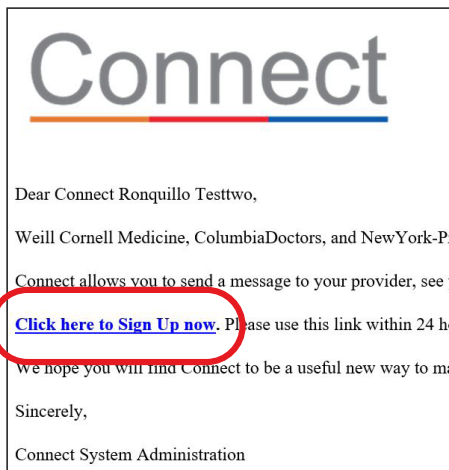 Connect
Dear Connect Ronquillo Testtwo,
Weill Cornell Medicine, ColumbiaDoctors, and NewYork-P
Connect allows you to send a message to your provider, see
Click here to Sign Up now. Please use this link within 24 h
We hope you will find Connect to be a useful new way to m
Sincerely,
Connect System Administration